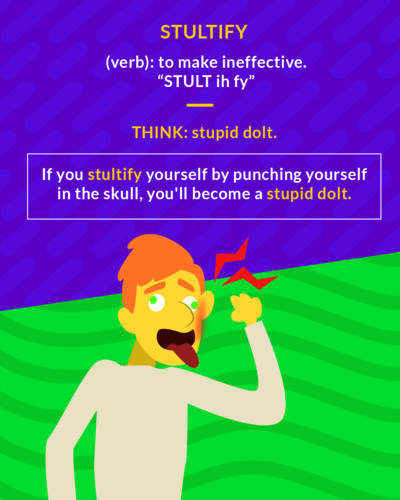 STULTIFY
(verb): to make ineffective.
“STULT ih fy”
THINK: stupid dolt.
If you stultify yourself by punching yourself
in the skull, you'll become a stupid dolt.